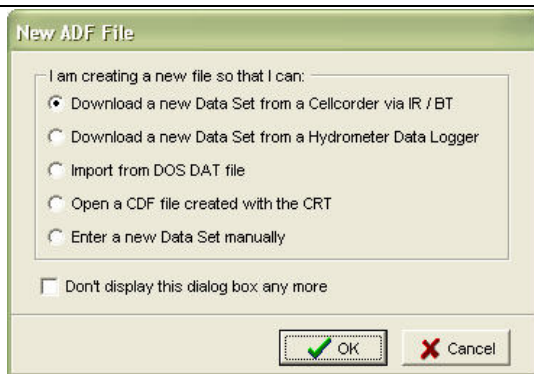 New ADF File
I am creating a new file so that I can:
Download a new Data Set from a Cellcorder via IR / BT
Download a new Data Set from a Hydrometer Data Logger
Import from DOS DAT file
Open a CDF file created with the CRT
Enter a new Data Set manually
Don't display this dialog box any more
OK
Cancel